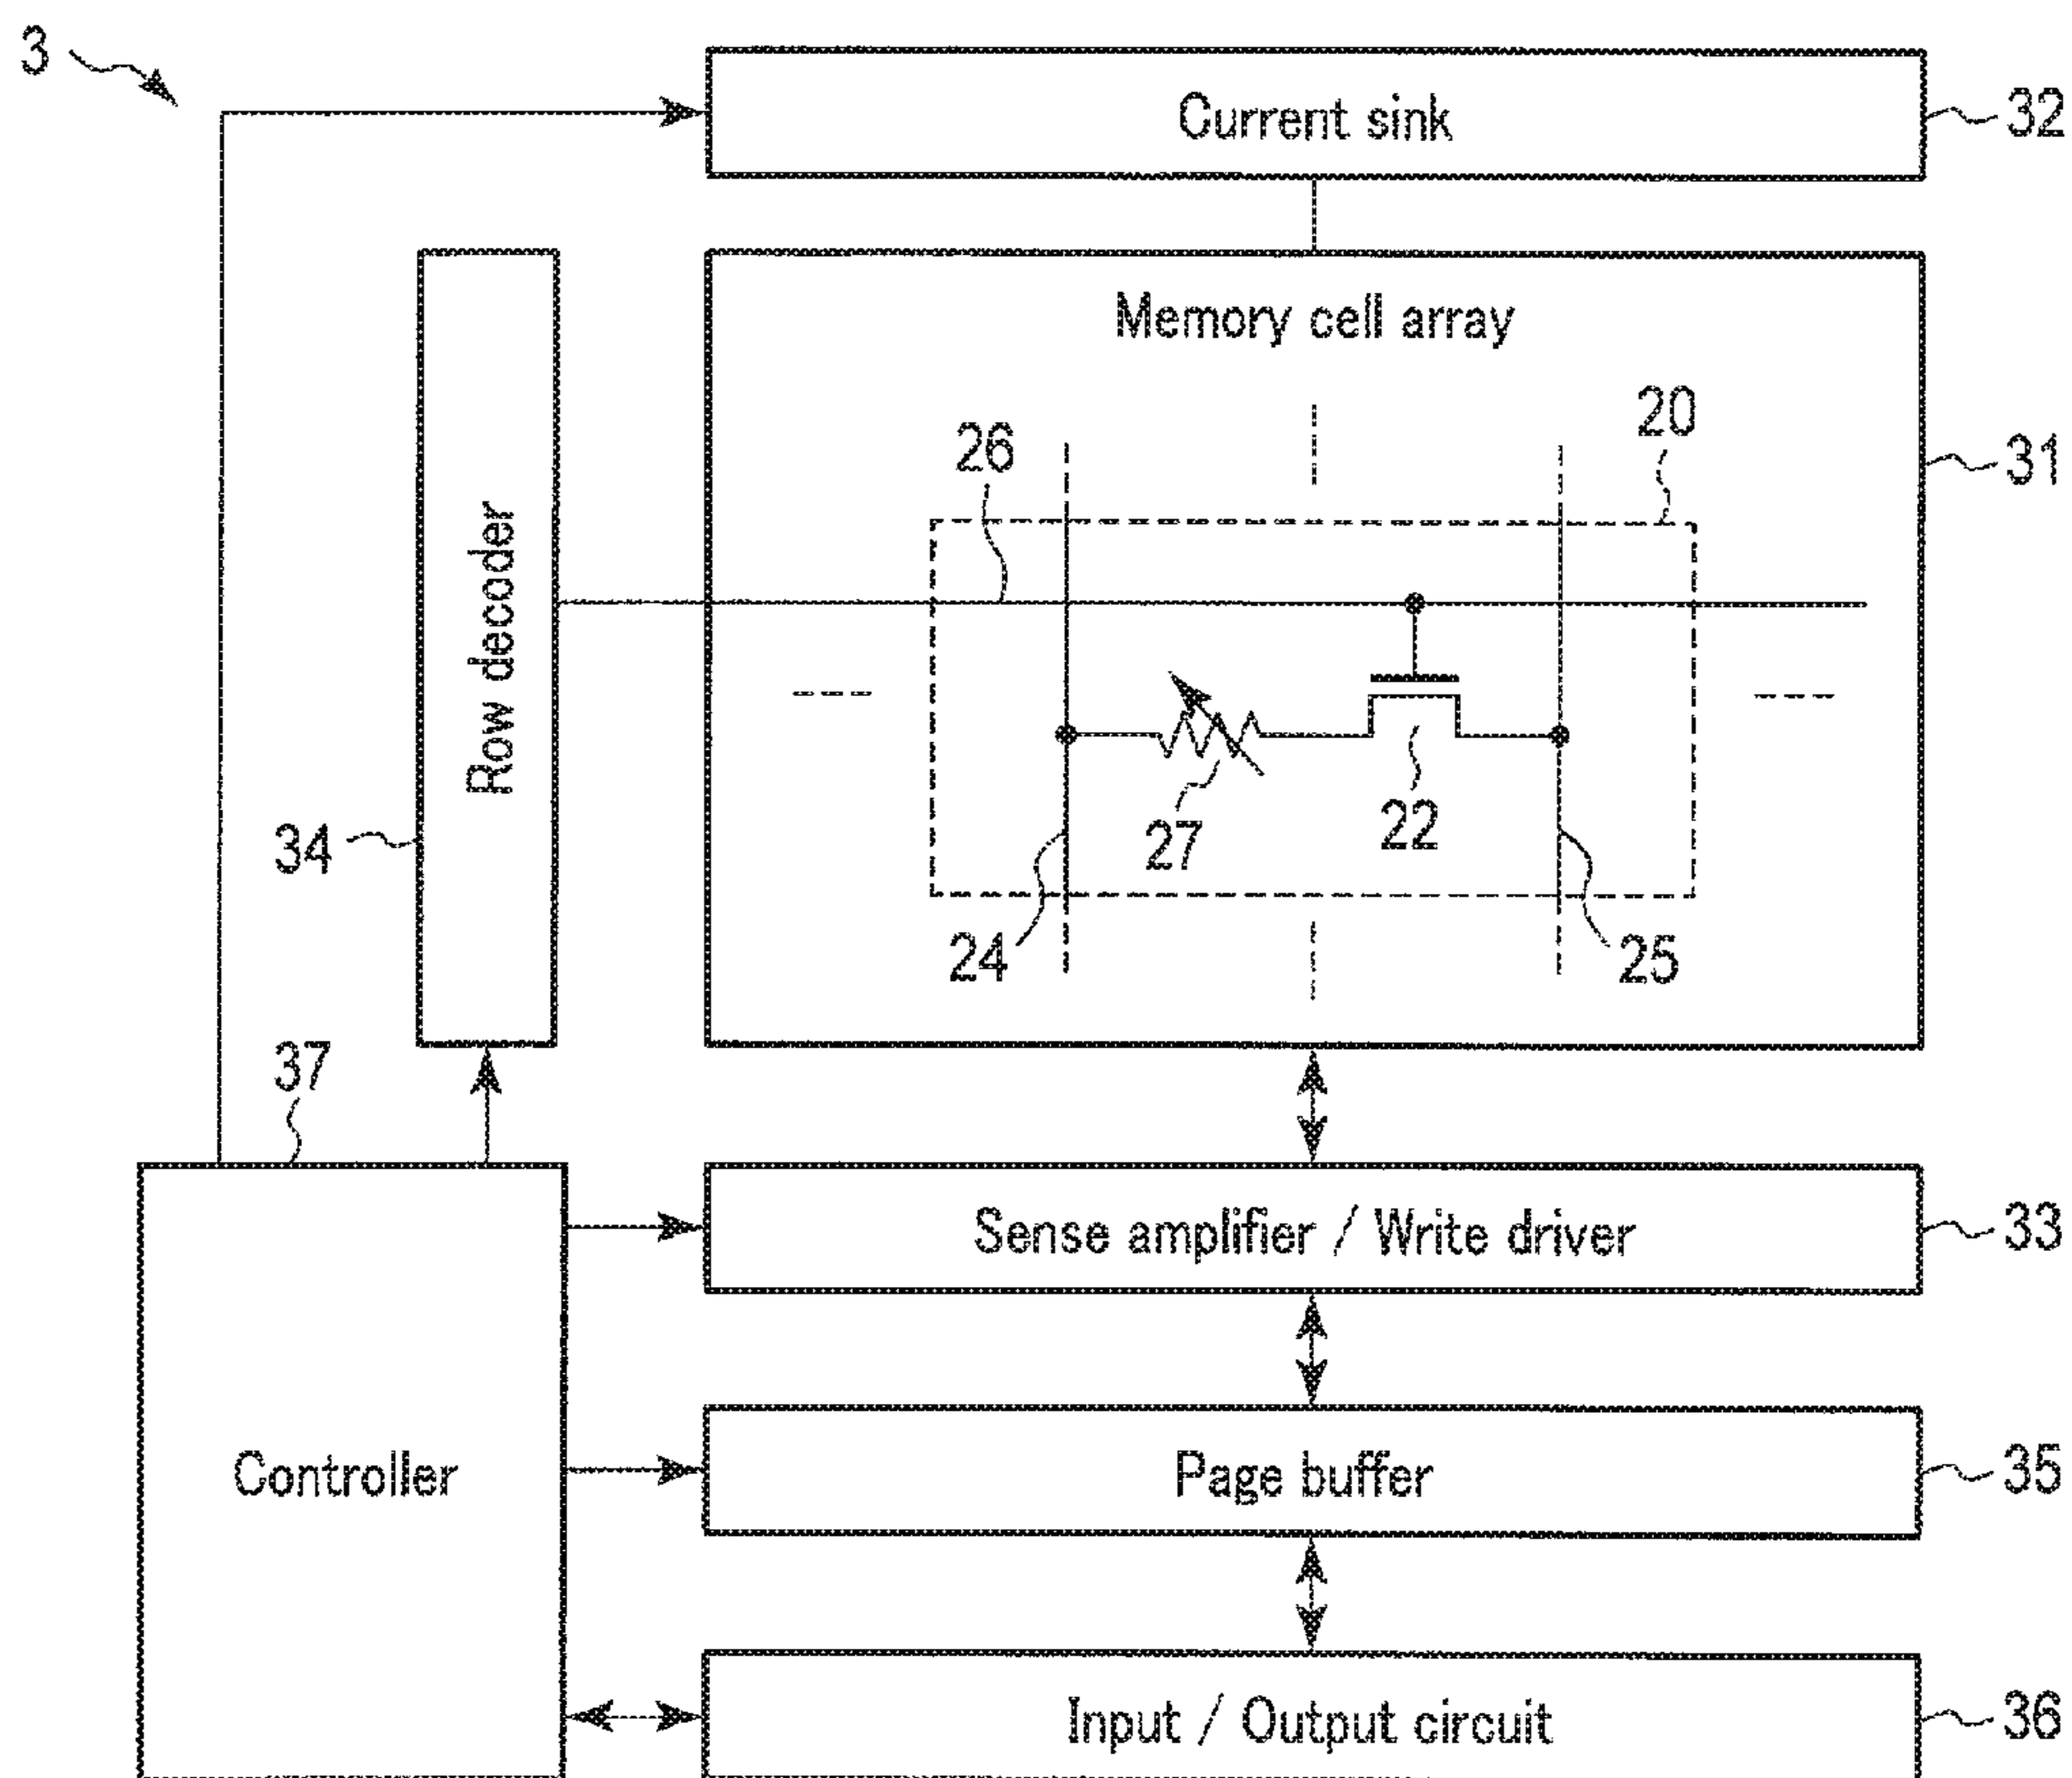 3
Current sink
32
Memory cell array
20
26
31
Row decoder
34
27
22
24
25
37
Sense amplifier / Write driver
33
Controller
Page buffer
35
Input / Output circuit
36